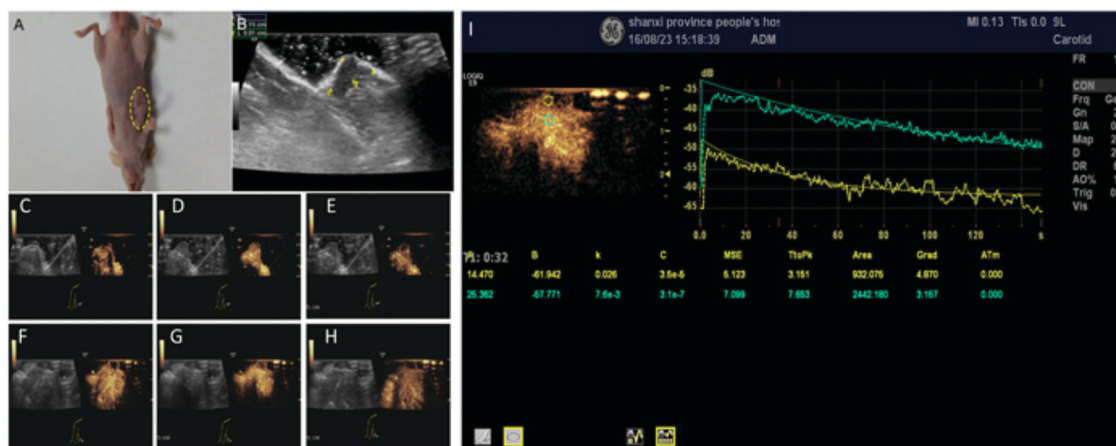 A
B
C
D
E
F
G
H
I
shanxi province people's hos
16/08/23 15:18:39 ADM
MI 0.13 TIs 0.0 9L
Carotid
FR
CON
Frq
Gn
S/A
Map
D
DR
AO%
Trig
Vis
LOGIQ
E9
dB
-35
-40
-45
-50
-55
-60
-65
0.0 20 40 60 80 100 120 s
T1: 0:32
B k C MSE TtoPk Area Grad ATm
14.470 -61.942 0.026 3.5e-5 5.123 3.151 932.075 4.870 0.000
25.362 -57.771 7.6e-3 3.1e-7 7.099 7.653 2442.180 3.157 0.000